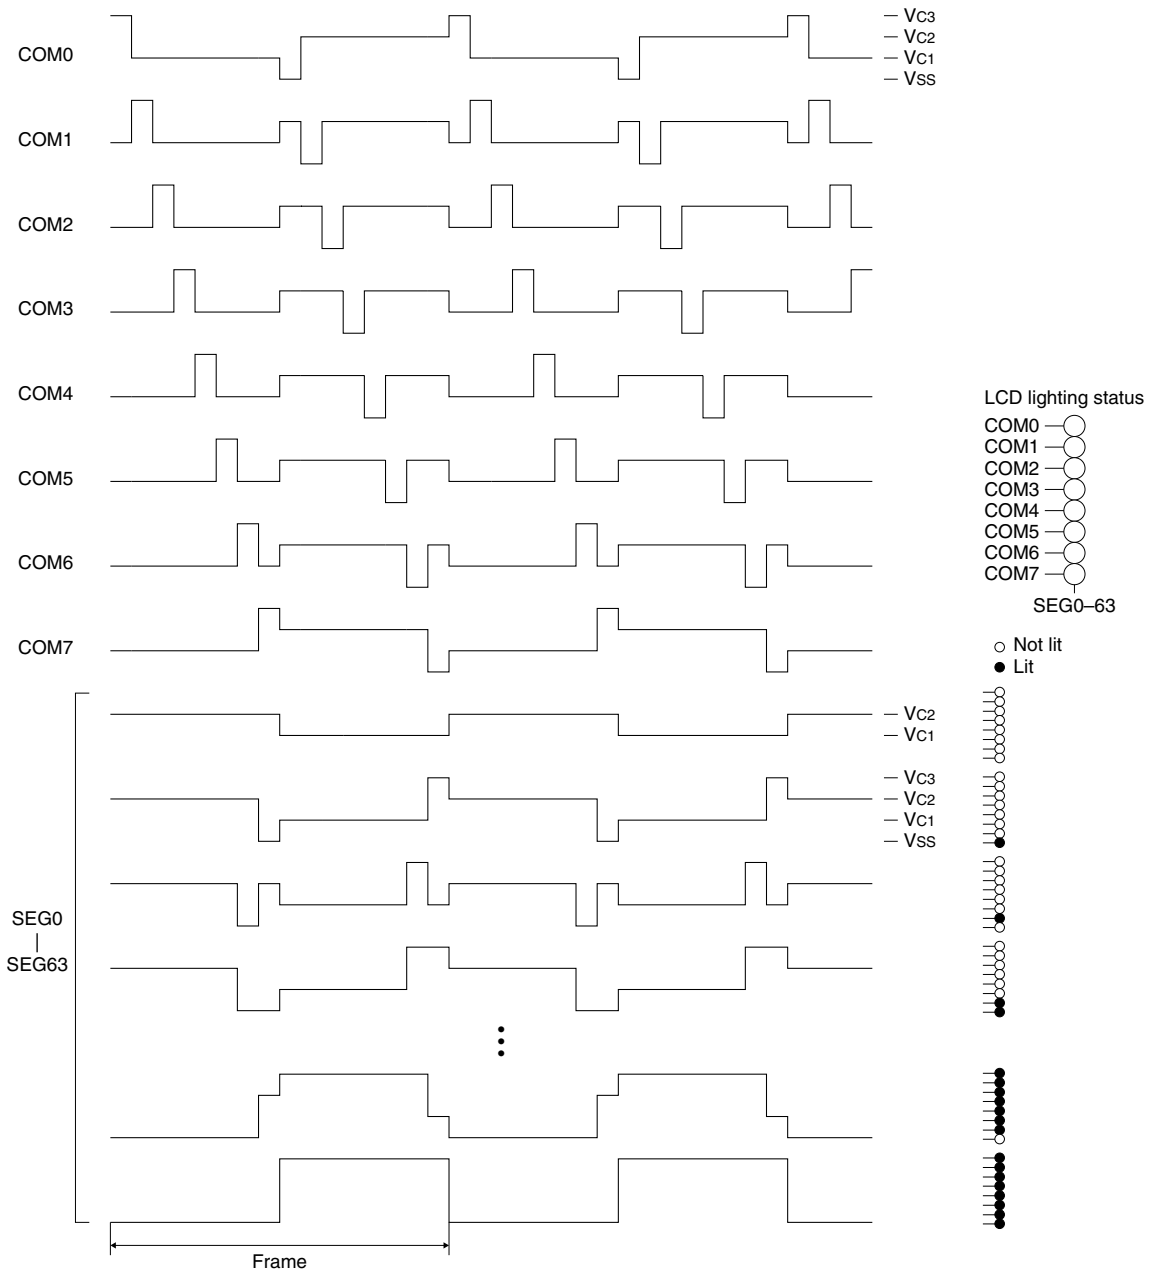 COM0
VC3
VC2
VC1
VSS
COM1
COM2
COM3
COM4
COM5
COM6
COM7
LCD lighting status
COM0
COM1
COM2
COM3
COM4
COM5
COM6
COM7
SEG0–63
Not lit
Lit
VC2
VC1
VC3
VC2
VC1
VSS
SEG0
SEG63
Frame